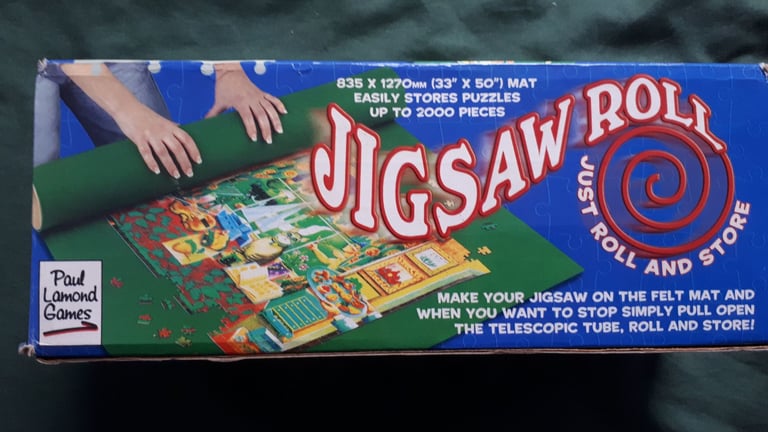 835 X 1270MM (33" X 50") MAT
EASILY STORES PUZZLES
UP TO 2000 PIECES
JIGSAW ROLL
JUST ROLL AND STORE
Paul
Lamond
Games
MAKE YOUR JIGSAW ON THE FELT MAT AND
WHEN YOU WANT TO STOP SIMPLY PULL OPEN
THE TELESCOPIC TUBE, ROLL AND STORE!